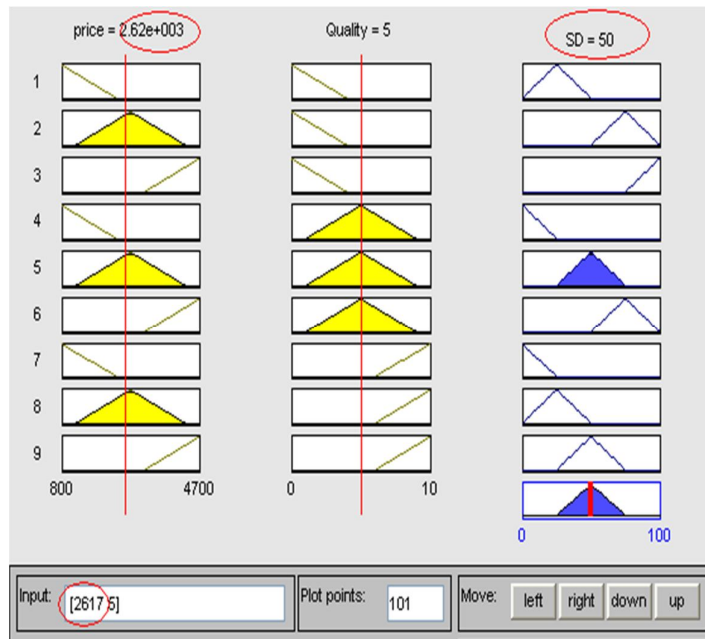 price = 2.62e+003
Quality = 5
SD = 50
1
2
3
4
5
6
7
8
9
800 4700
0 10
0 100
Input: [2617 5]
Plot points: 101
Move: left right down up